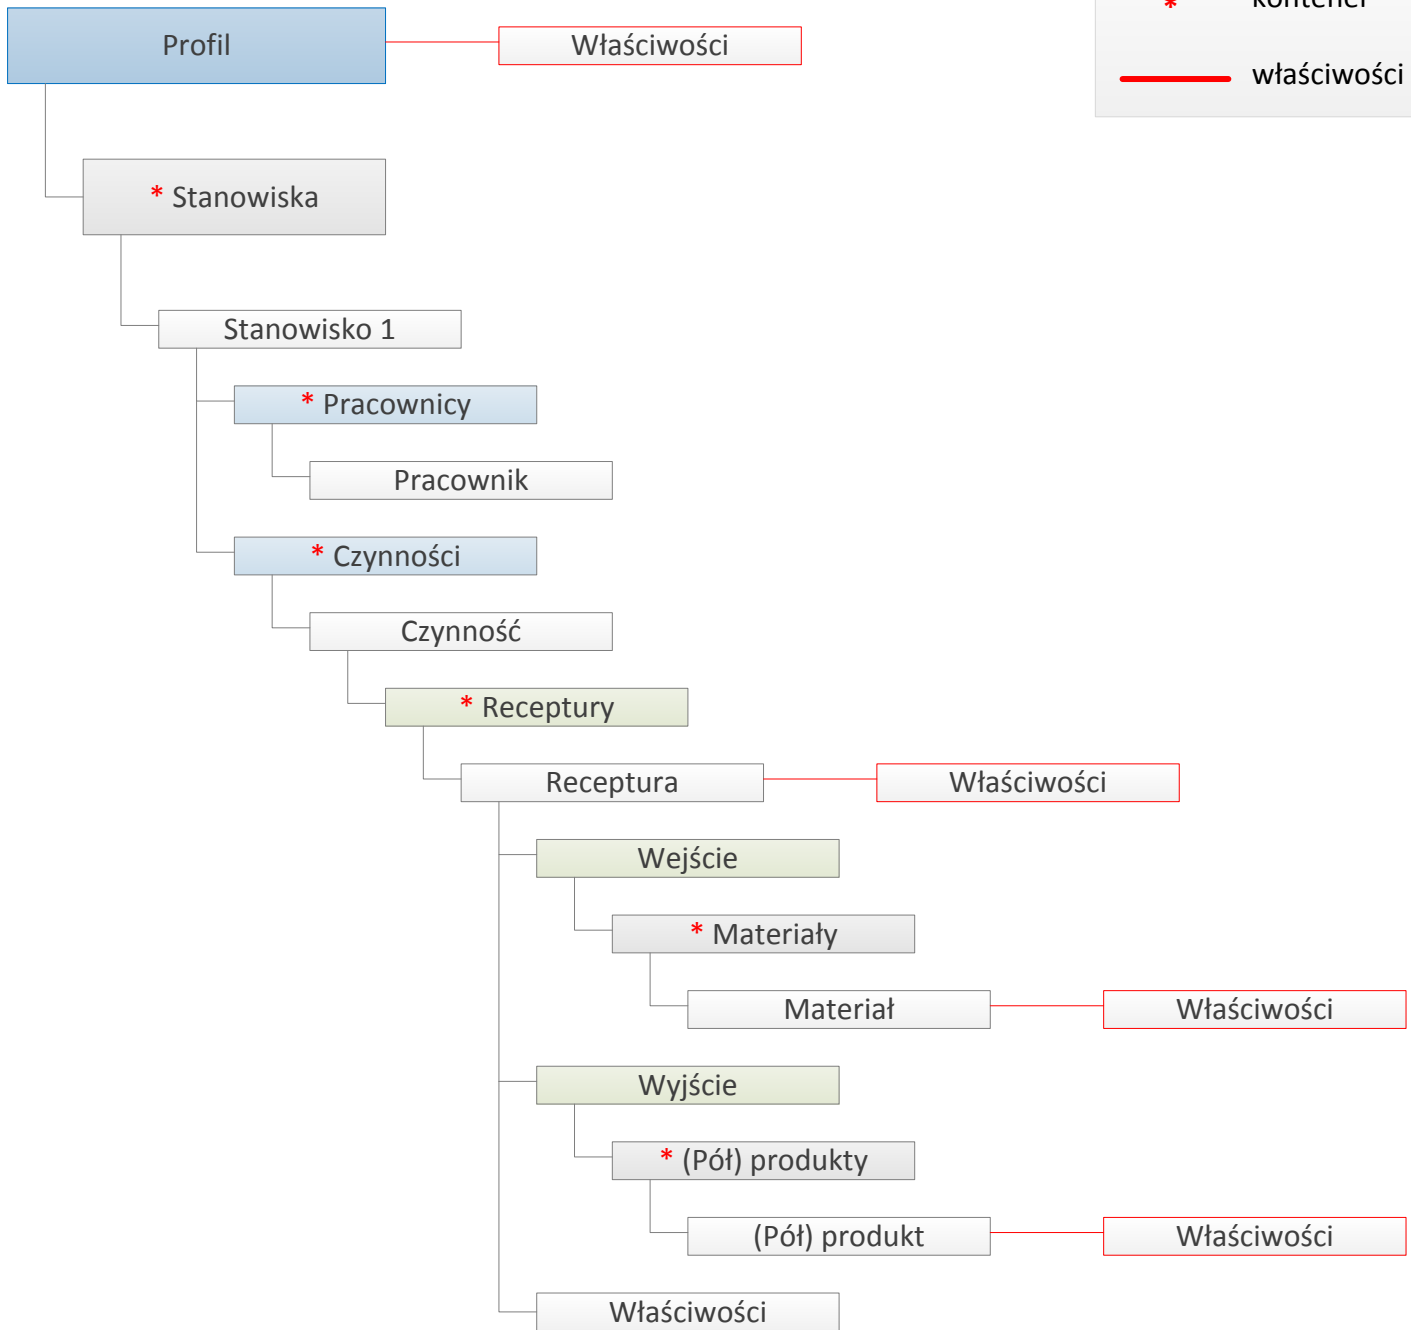 * kontener
Profil
Właściwości
właściwości
* Stanowiska
Stanowisko 1
* Pracownicy
Pracownik
* Czynności
Czynność
* Receptury
Receptura
Właściwości
Wejście
* Materiały
Materiał
Właściwości
Wyjście
* (Pół) produkty
(Pół) produkt
Właściwości
Właściwości